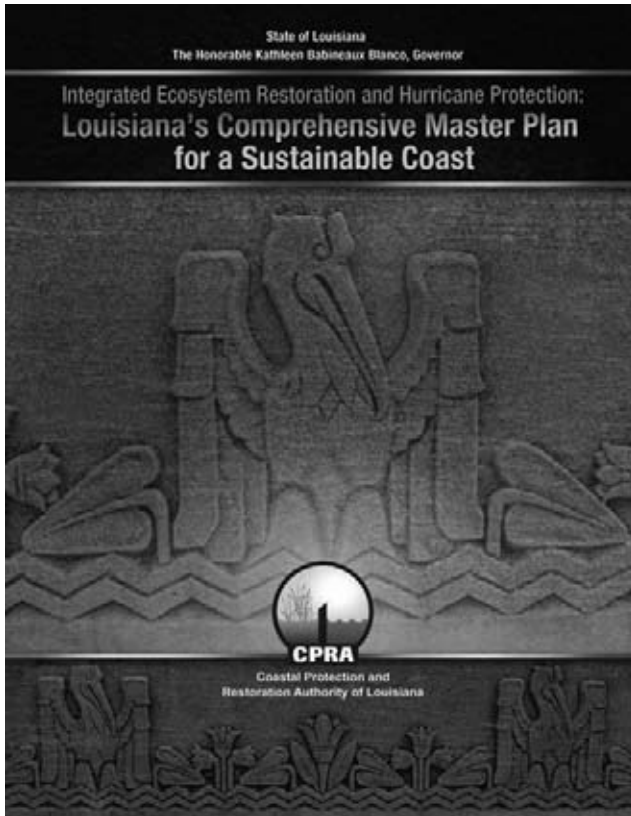 State of Louisiana
The Honorable Kathleen Babineaux Blanco, Governor
Integrated Ecosystem Restoration and Hurricane Protection:
Louisiana's Comprehensive Master Plan
for a Sustainable Coast
CPRA
Coastal Protection and
Restoration Authority of Louisiana